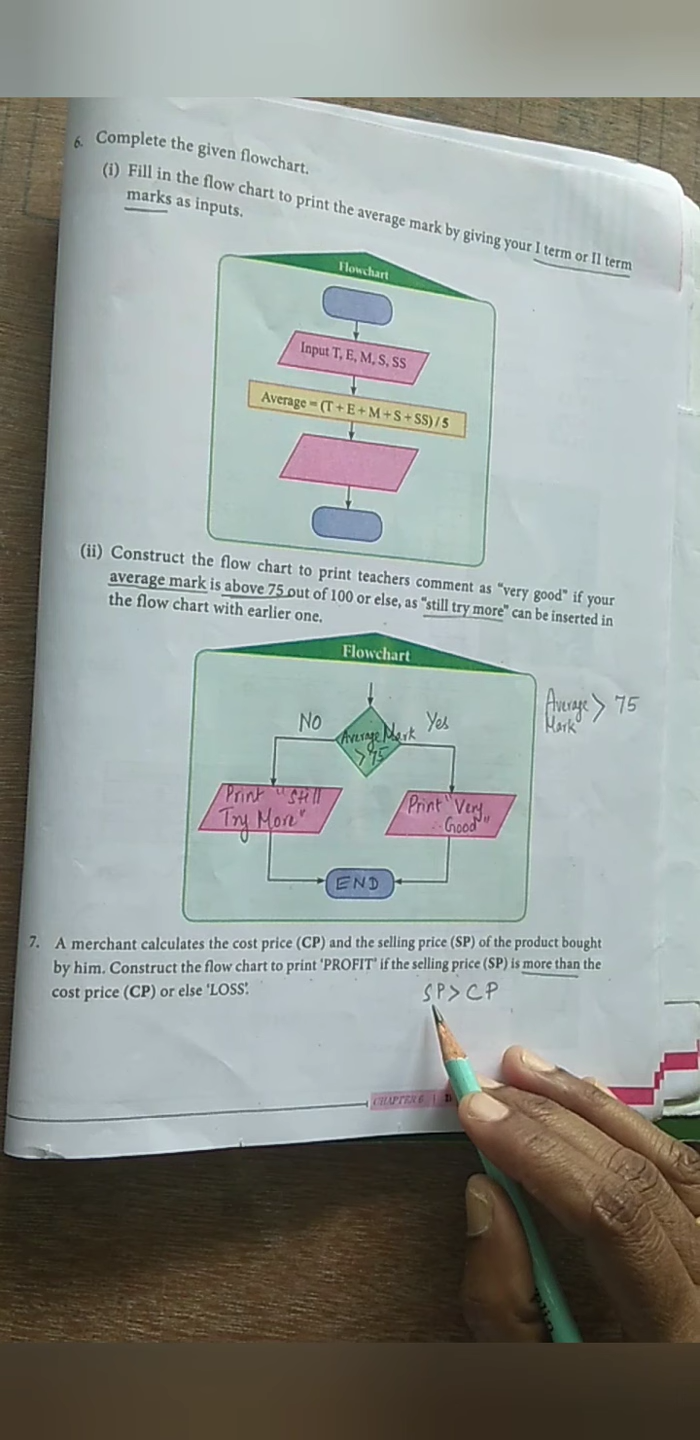 6. Complete the given flowchart.
(i) Fill in the flow chart to print the average mark by giving your I term or II term
marks as inputs.
Flowchart
Input T, E, M, S, SS
Average = (T + E + M + S + SS) / 5
(ii) Construct the flow chart to print teachers comment as "very good" if your
average mark is above 75 out of 100 or else, as "still try more" can be inserted in
the flow chart with earlier one.
Flowchart
Average > 75
Mark
NO
Yes
Average Mark
> 75
Print "Still
Try More"
Print "Very
Good"
END
7. A merchant calculates the cost price (CP) and the selling price (SP) of the product bought
by him. Construct the flow chart to print 'PROFIT' if the selling price (SP) is more than the
cost price (CP) or else 'LOSS'.
SP > CP
CHAPTER 6